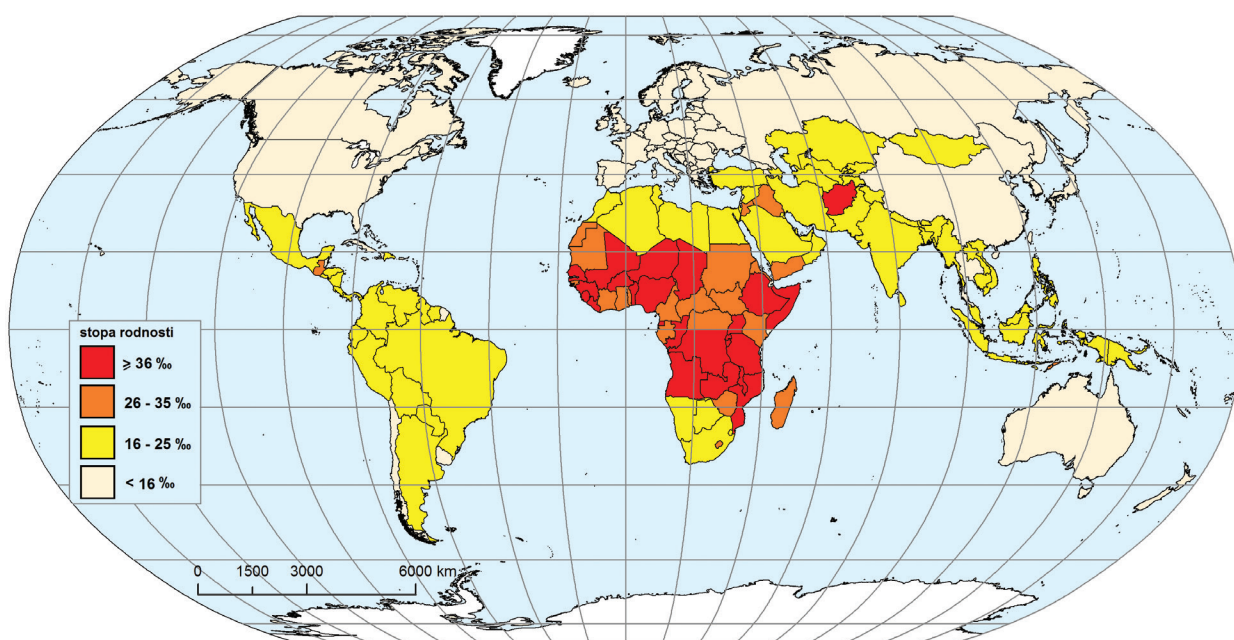 stopa rodnosti
⩾ 36 ‰
26 - 35 ‰
16 - 25 ‰
< 16 ‰
0 1500 3000 6000 km